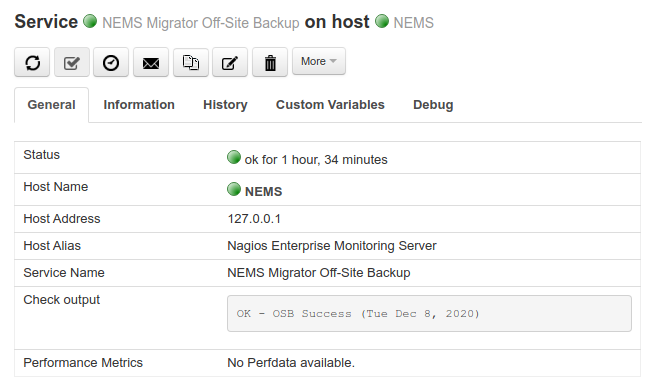 Service NEMS Migrator Off-Site Backup on host NEMS
More
General Information History Custom Variables Debug
Status ok for 1 hour, 34 minutes
Host Name NEMS
Host Address 127.0.0.1
Host Alias Nagios Enterprise Monitoring Server
Service Name NEMS Migrator Off-Site Backup
Check output OK - OSB Success (Tue Dec 8, 2020)
Performance Metrics No Perfdata available.